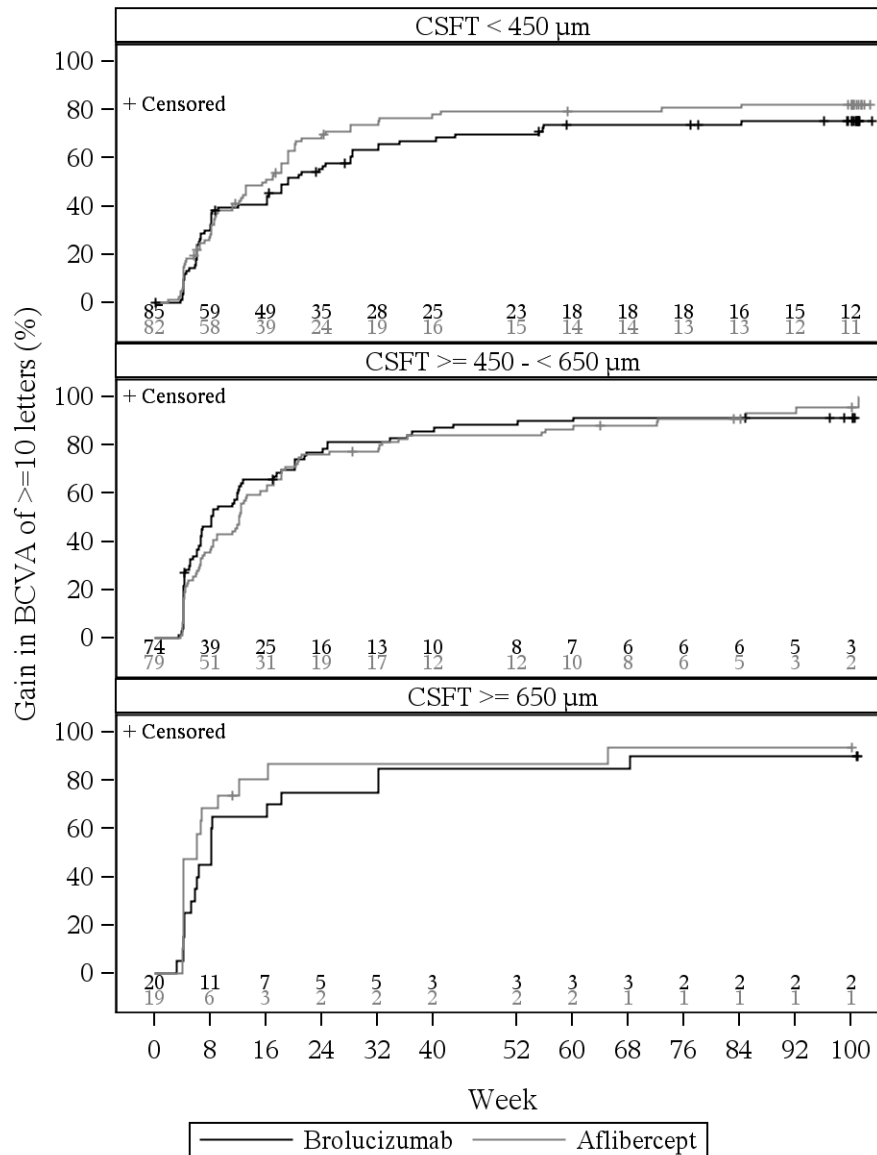 CSFT < 450 µm
100
+ Censored
80
60
40
20
0
85 59 49 35 28 25 23 18 18 18 16 15 12
82 58 39 24 19 16 15 14 14 13 13 12 11
CSFT >= 450 - < 650 µm
100
+ Censored
80
60
40
20
0
74 39 25 16 13 10 8 7 6 6 6 5 3
79 51 31 19 17 12 12 10 8 6 5 3 2
CSFT >= 650 µm
100
+ Censored
80
60
40
20
0
20 11 7 5 5 3 3 3 3 2 2 2 2
19 6 3 2 2 2 2 2 1 1 1 1 1
0 8 16 24 32 40 52 60 68 76 84 92 100
Gain in BCVA of >=10 letters (%)
Week
Brolucizumab Aflibercept